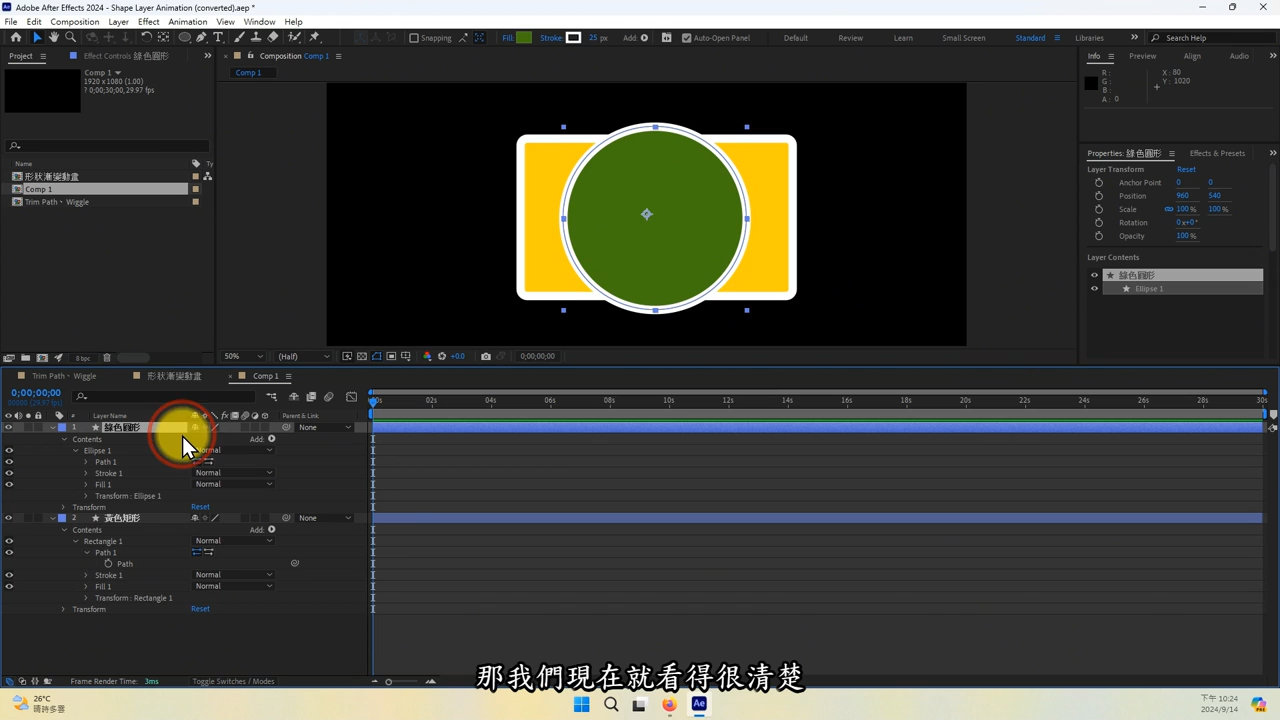 Adobe After Effects 2024 - Shape Layer Animation (converted).aep *
File Edit Composition Layer Effect Animation View Window Help
Snapping Fill: Stroke: 25 px Add: Auto-Open Panel Default Review Learn Small Screen Standard Libraries Search Help
Project Effect Controls 綠色圓形
Composition Comp 1
Info Preview Align Audio
Comp 1
Comp 1
1920 x 1080 (1.00)
? 0;00;30;00, 29.97 fps
R:
G:
B:
A: 0
X: 80
Y: 1020
Name Ty
形狀漸變動畫
Comp 1
Trim Path、Wiggle
Properties: 綠色圓形 Effects & Presets
Layer Transform Reset
Anchor Point 0 0
Position 960 540
Scale 100 % 100 %
Rotation 0x+0°
Opacity 100 %
Layer Contents
綠色圓形
Ellipse 1
8 bpc
50% (Half) +0.0 0;00;00;00
Trim Path、Wiggle 形狀漸變動畫 Comp 1
0;00;00;00
00000 (29.97 fps)
# Layer Name Parent & Link
00s 02s 04s 06s 08s 10s 12s 14s 16s 18s 20s 22s 24s 26s 28s 30s
1 綠色圓形 None
Contents Add:
Ellipse 1 Normal
Path 1
Stroke 1 Normal
Fill 1 Normal
Transform : Ellipse 1
Transform Reset
2 黃色矩形 None
Contents Add:
Rectangle 1 Normal
Path 1
Path
Stroke 1 Normal
Fill 1 Normal
Transform : Rectangle 1
Transform Reset
那我們現在就看得很清楚
Frame Render Time: 3ms Toggle Switches / Modes
26°C
晴時多雲
下午 10:24
2024/9/14